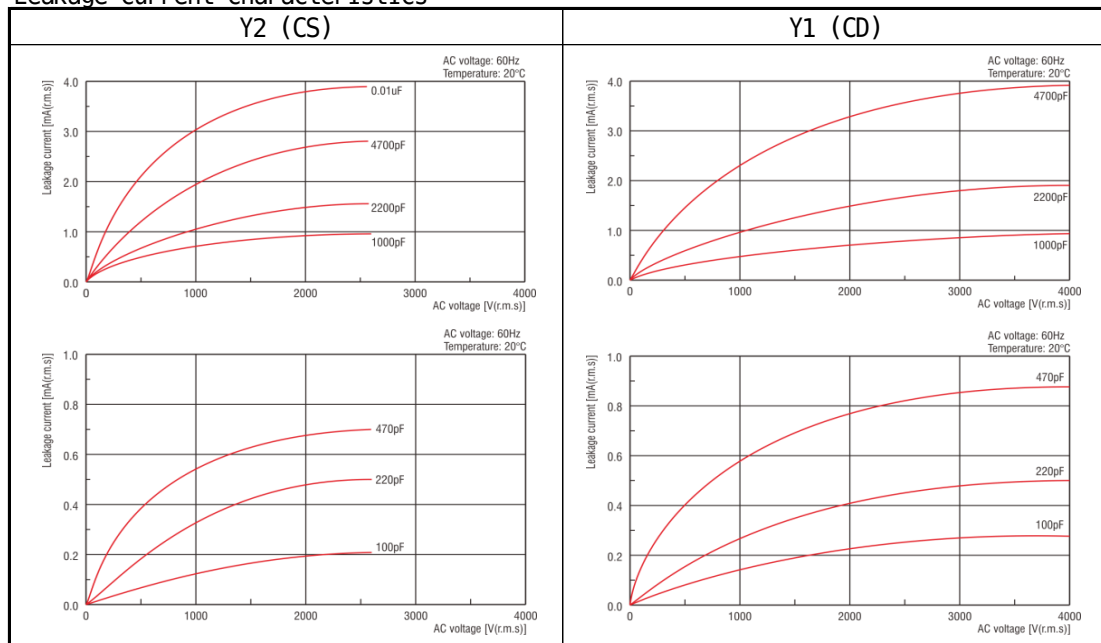 Leakage current characteristics
Y2 (CS)
Y1 (CD)
AC voltage: 60Hz
Temperature: 20°C
Leakage current [mA(r.m.s)]
4.0
3.0
2.0
1.0
0.0
0.01uF
4700pF
2200pF
1000pF
0
1000
2000
3000
4000
AC voltage [V(r.m.s)]
AC voltage: 60Hz
Temperature: 20°C
Leakage current [mA(r.m.s)]
4.0
3.0
2.0
1.0
0.0
4700pF
2200pF
1000pF
0
1000
2000
3000
4000
AC voltage [V(r.m.s)]
AC voltage: 60Hz
Temperature: 20°C
Leakage current [mA(r.m.s)]
1.0
0.8
0.6
0.4
0.2
0.0
470pF
220pF
100pF
0
1000
2000
3000
4000
AC voltage [V(r.m.s)]
AC voltage: 60Hz
Temperature: 20°C
Leakage current [mA(r.m.s)]
1.0
0.8
0.6
0.4
0.2
0.0
470pF
220pF
100pF
0
1000
2000
3000
4000
AC voltage [V(r.m.s)]